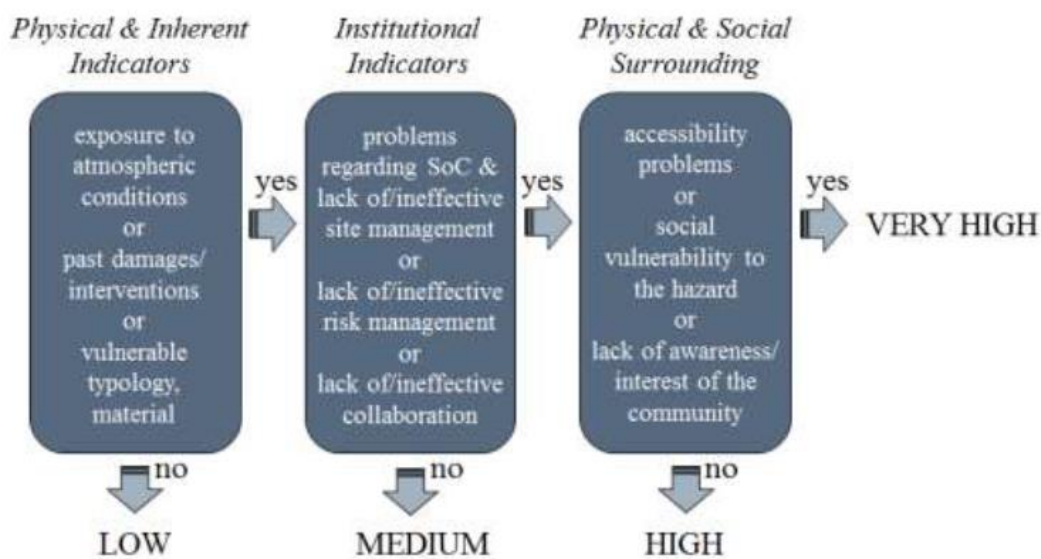 Physical & Inherent
Indicators
exposure to
atmospheric
conditions
or
past damages/
interventions
or
vulnerable
typology,
material
yes
no
LOW
Institutional
Indicators
problems
regarding SoC &
lack of/ineffective
site management
or
lack of/ineffective
risk management
or
lack of/ineffective
collaboration
yes
no
MEDIUM
Physical & Social
Surrounding
accessibility
problems
or
social
vulnerability to
the hazard
or
lack of awareness/
interest of the
community
yes
no
HIGH
VERY HIGH